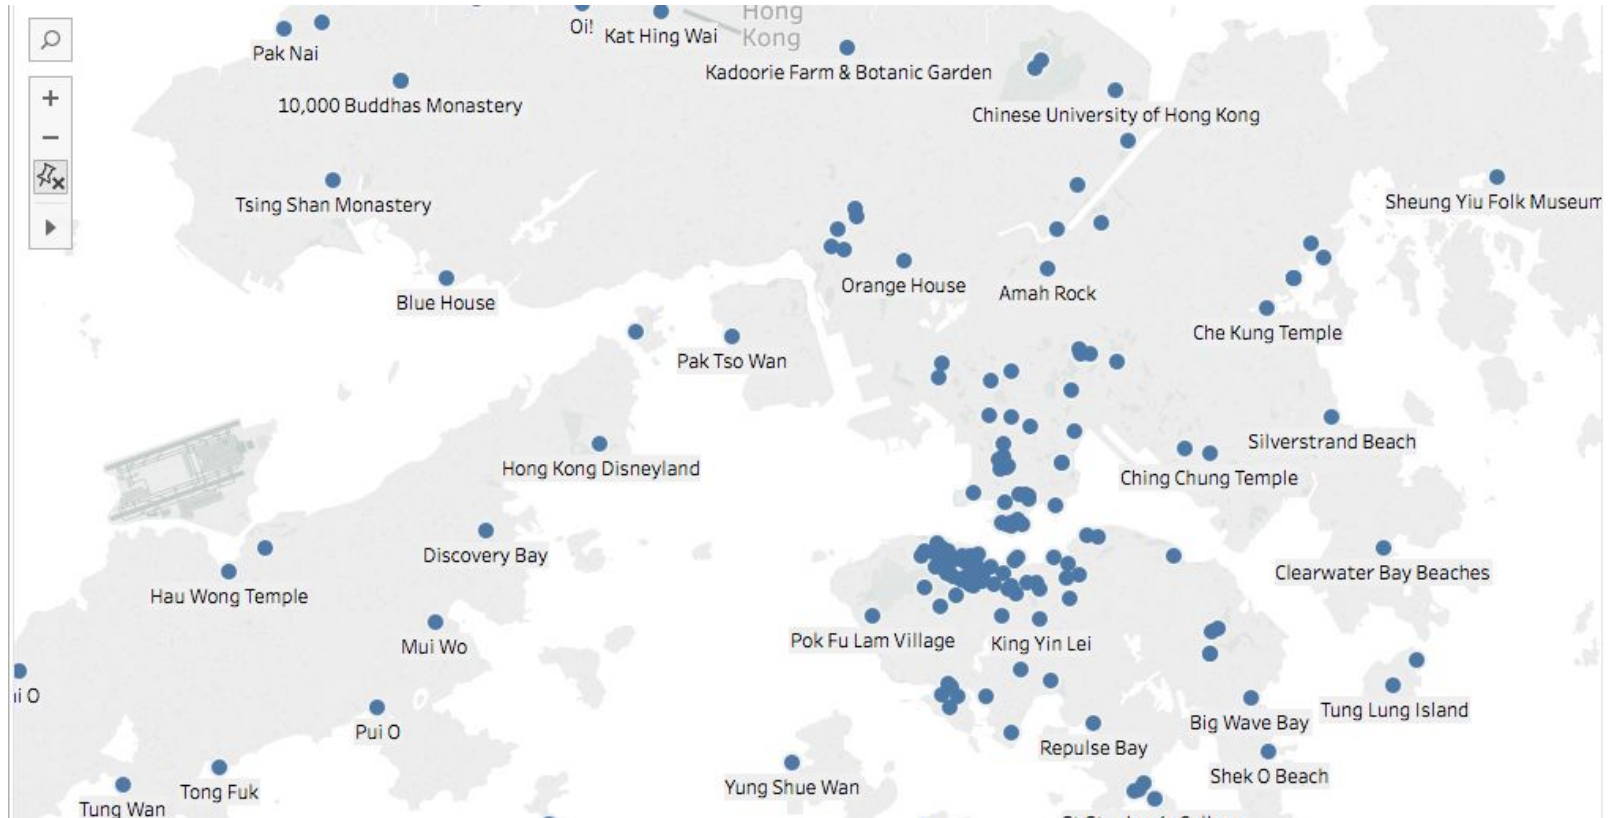 Hong
Oi!
Kat Hing Wai
Kong
Pak Nai
Kadoorie Farm & Botanic Garden
10,000 Buddhas Monastery
Chinese University of Hong Kong
Tsing Shan Monastery
Sheung Yiu Folk Museum
Orange House
Amah Rock
Blue House
Che Kung Temple
Pak Tso Wan
Silverstrand Beach
Hong Kong Disneyland
Ching Chung Temple
Discovery Bay
Clearwater Bay Beaches
Hau Wong Temple
Pok Fu Lam Village
King Yin Lei
Mui Wo
ai O
Tung Lung Island
Big Wave Bay
Pui O
Repulse Bay
Shek O Beach
Yung Shue Wan
Tong Fuk
Tung Wan